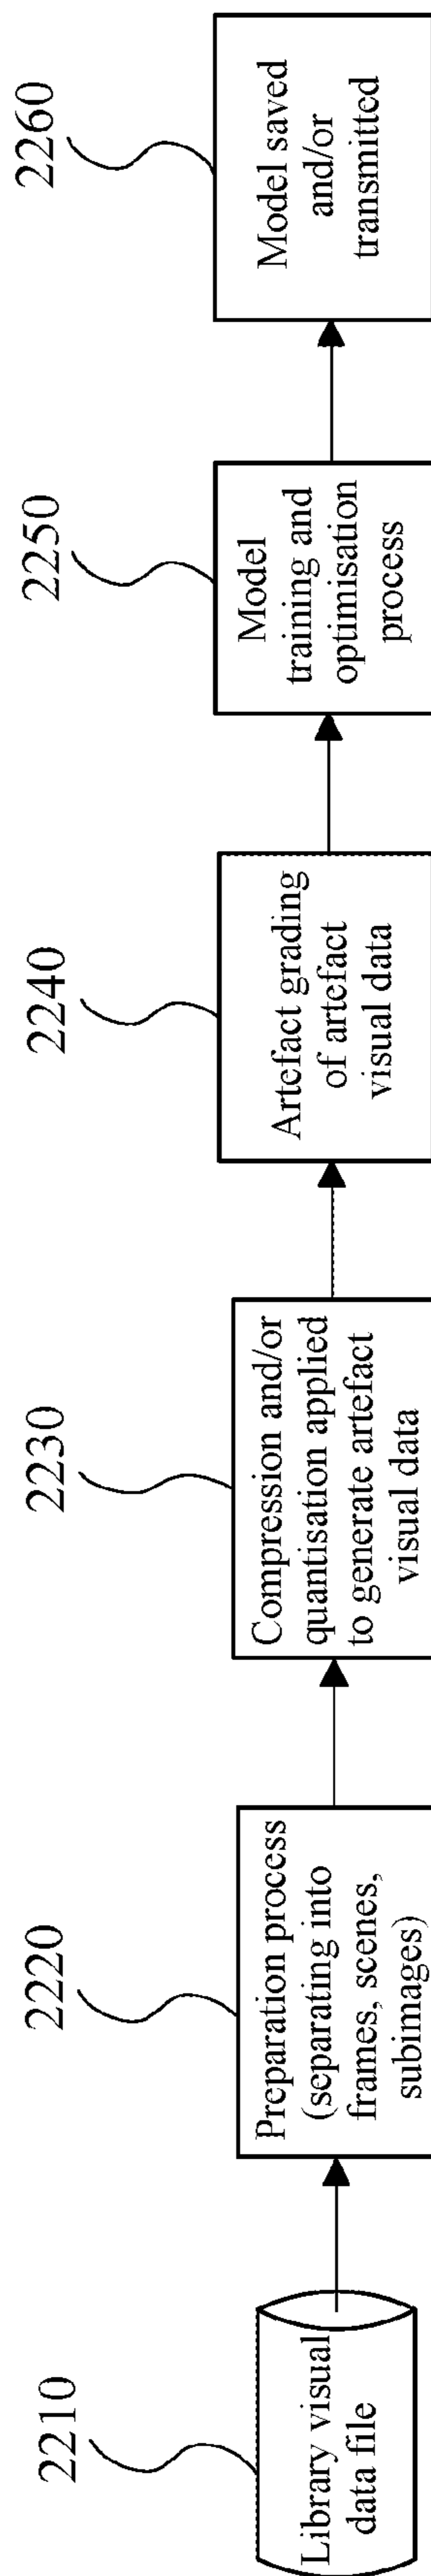 2210
Library visual
data file
2220
Preparation process
(separating into
frames, scenes,
subimages)
2230
Compression and/or
quantisation applied
to generate artefact
visual data
2240
Artefact grading
of artefact
visual data
2250
Model
training and
optimisation
process
2260
Model saved
and/or
transmitted